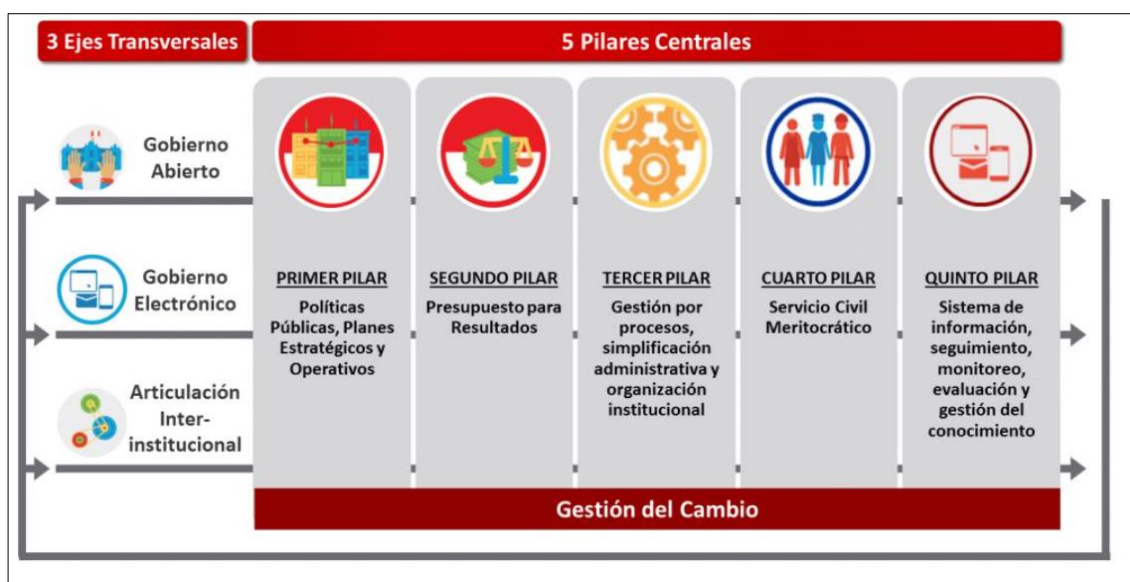 3 Ejes Transversales
5 Pilares Centrales
Gobierno
Abierto
Gobierno
Electrónico
Articulación
Inter-
institucional
PRIMER PILAR
Políticas
Públicas, Planes
Estratégicos y
Operativos
SEGUNDO PILAR
Presupuesto para
Resultados
TERCER PILAR
Gestión por
procesos,
simplificación
administrativa y
organización
institucional
CUARTO PILAR
Servicio Civil
Meritocrático
QUINTO PILAR
Sistema de
información,
seguimiento,
monitoreo,
evaluación y
gestión del
conocimiento
Gestión del Cambio